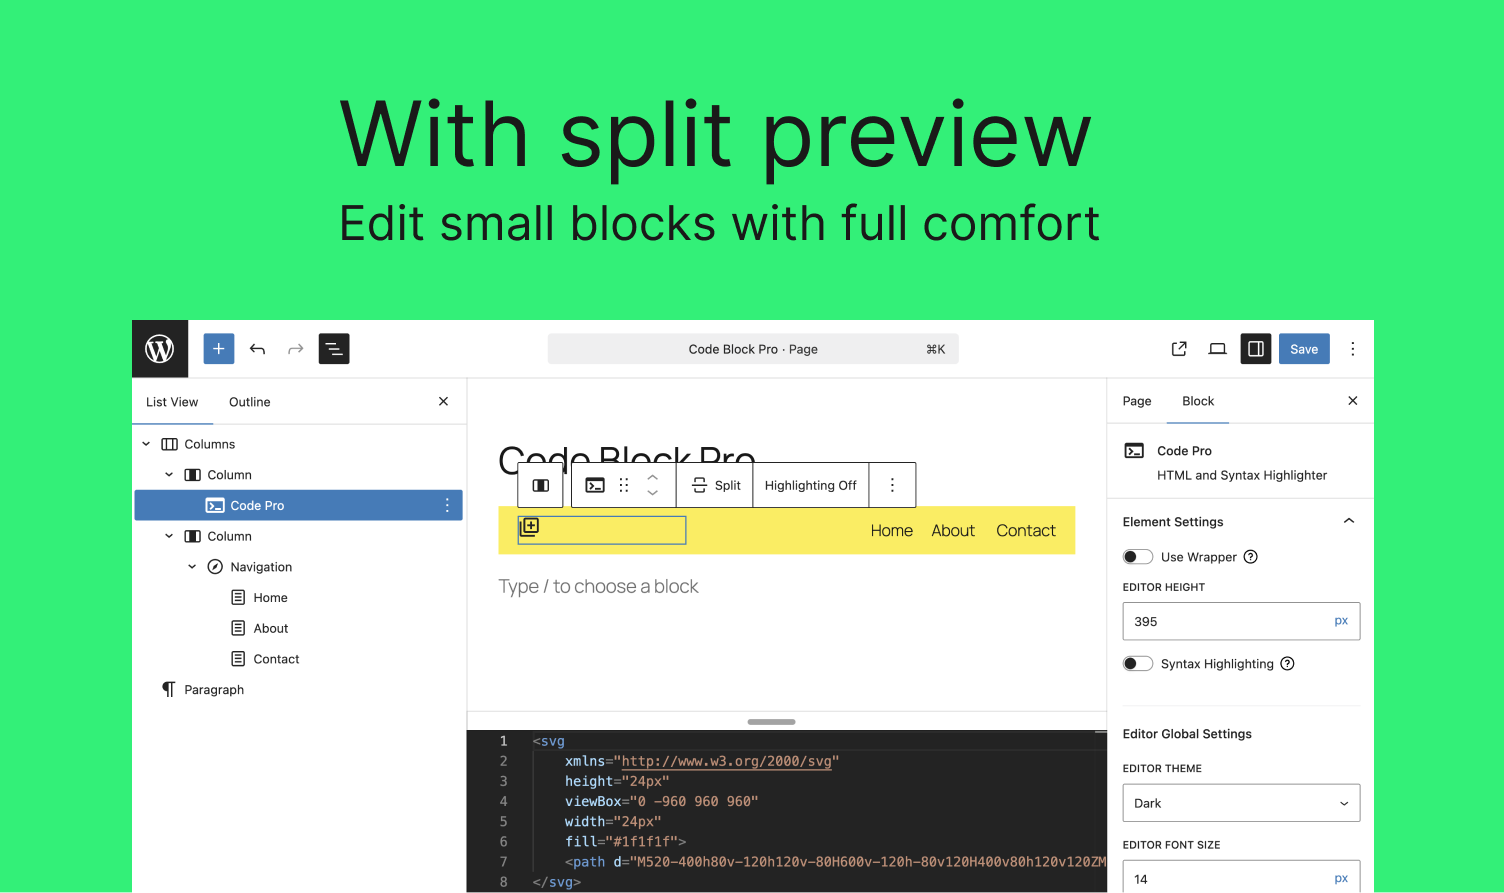 With split preview
Edit small blocks with full comfort
Code Block Pro · Page
⌘K
Save
List View
Outline
Page
Block
Columns
Column
Code Pro
Column
Navigation
Home
About
Contact
Paragraph
Code Block Pro
Split
Highlighting Off
Home
About
Contact
Type / to choose a block
1 <svg
2 xmlns="http://www.w3.org/2000/svg"
3 height="24px"
4 viewBox="0 -960 960 960"
5 width="24px"
6 fill="#1f1f1f">
7 <path d="M520-400h80v-120h120v-80H600v-120h-80v120H400v80h120v120ZM
8 </svg>
Code Pro
HTML and Syntax Highlighter
Element Settings
Use Wrapper
EDITOR HEIGHT
395 px
Syntax Highlighting
Editor Global Settings
EDITOR THEME
Dark
EDITOR FONT SIZE
14 px